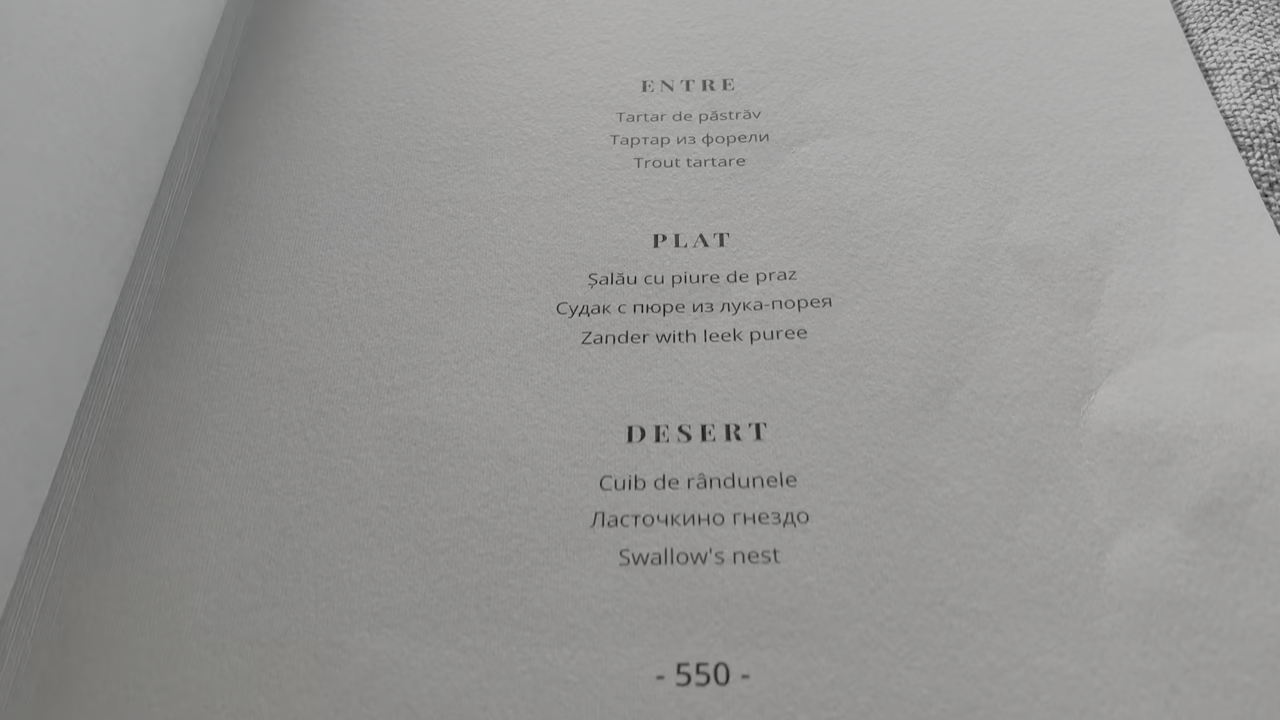 ENTRE
Tartar de păstrăv
Тартар из форели
Trout tartare
PLAT
Șalău cu piure de praz
Судак с пюре из лука-порея
Zander with leek puree
DESERT
Cuib de rândunele
Ласточкино гнездо
Swallow's nest
- 550 -